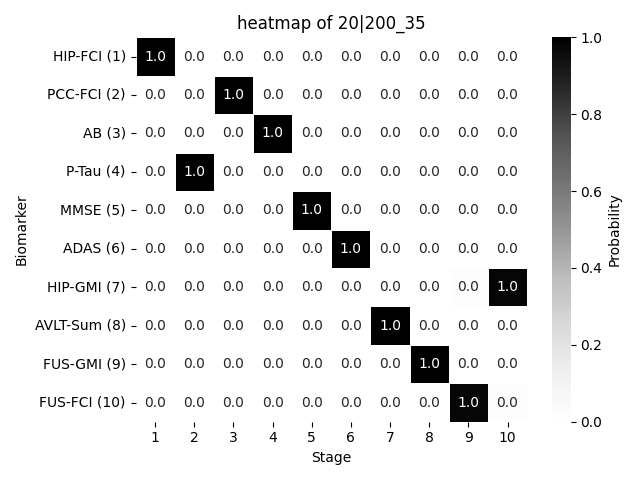 heatmap of 20|200_35
HIP-FCI (1) 1.0 0.0 0.0 0.0 0.0 0.0 0.0 0.0 0.0 0.0
PCC-FCI (2) 0.0 0.0 1.0 0.0 0.0 0.0 0.0 0.0 0.0 0.0
AB (3) 0.0 0.0 0.0 1.0 0.0 0.0 0.0 0.0 0.0 0.0
P-Tau (4) 0.0 1.0 0.0 0.0 0.0 0.0 0.0 0.0 0.0 0.0
MMSE (5) 0.0 0.0 0.0 0.0 1.0 0.0 0.0 0.0 0.0 0.0
ADAS (6) 0.0 0.0 0.0 0.0 0.0 1.0 0.0 0.0 0.0 0.0
HIP-GMI (7) 0.0 0.0 0.0 0.0 0.0 0.0 0.0 0.0 0.0 1.0
AVLT-Sum (8) 0.0 0.0 0.0 0.0 0.0 0.0 1.0 0.0 0.0 0.0
FUS-GMI (9) 0.0 0.0 0.0 0.0 0.0 0.0 0.0 1.0 0.0 0.0
FUS-FCI (10) 0.0 0.0 0.0 0.0 0.0 0.0 0.0 0.0 1.0 0.0
1 2 3 4 5 6 7 8 9 10
Stage
Biomarker
1.0
0.8
0.6
0.4
0.2
0.0
Probability